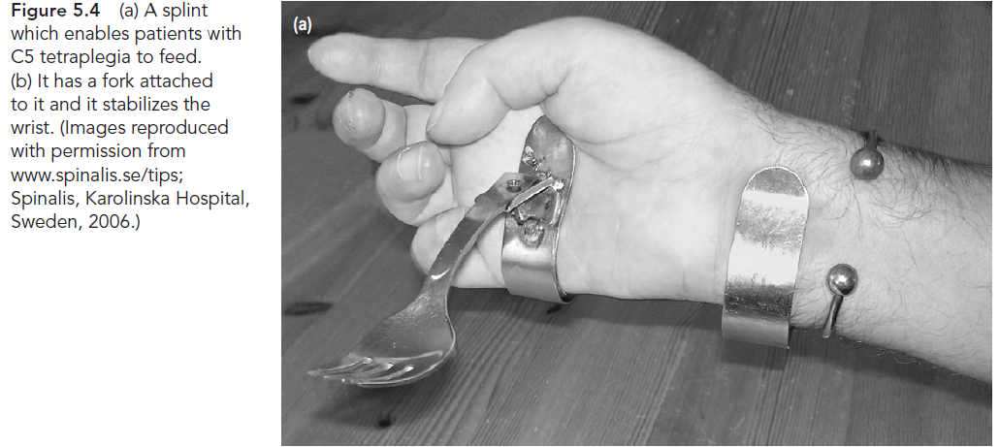 Figure 5.4 (a) A splint
which enables patients with
C5 tetraplegia to feed.
(b) It has a fork attached
to it and it stabilizes the
wrist. (Images reproduced
with permission from
www.spinalis.se/tips;
Spinalis, Karolinska Hospital,
Sweden, 2006.)
(a)